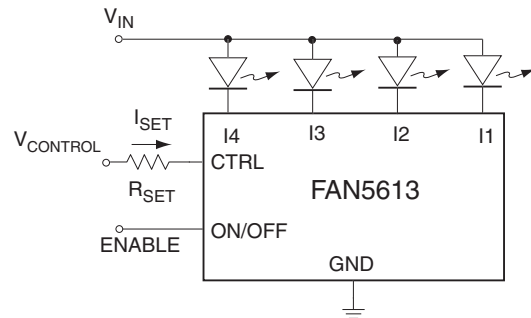 VIN
ISET
I4 I3 I2 I1
VCONTROL
CTRL
RSET
FAN5613
ON/OFF
ENABLE
GND